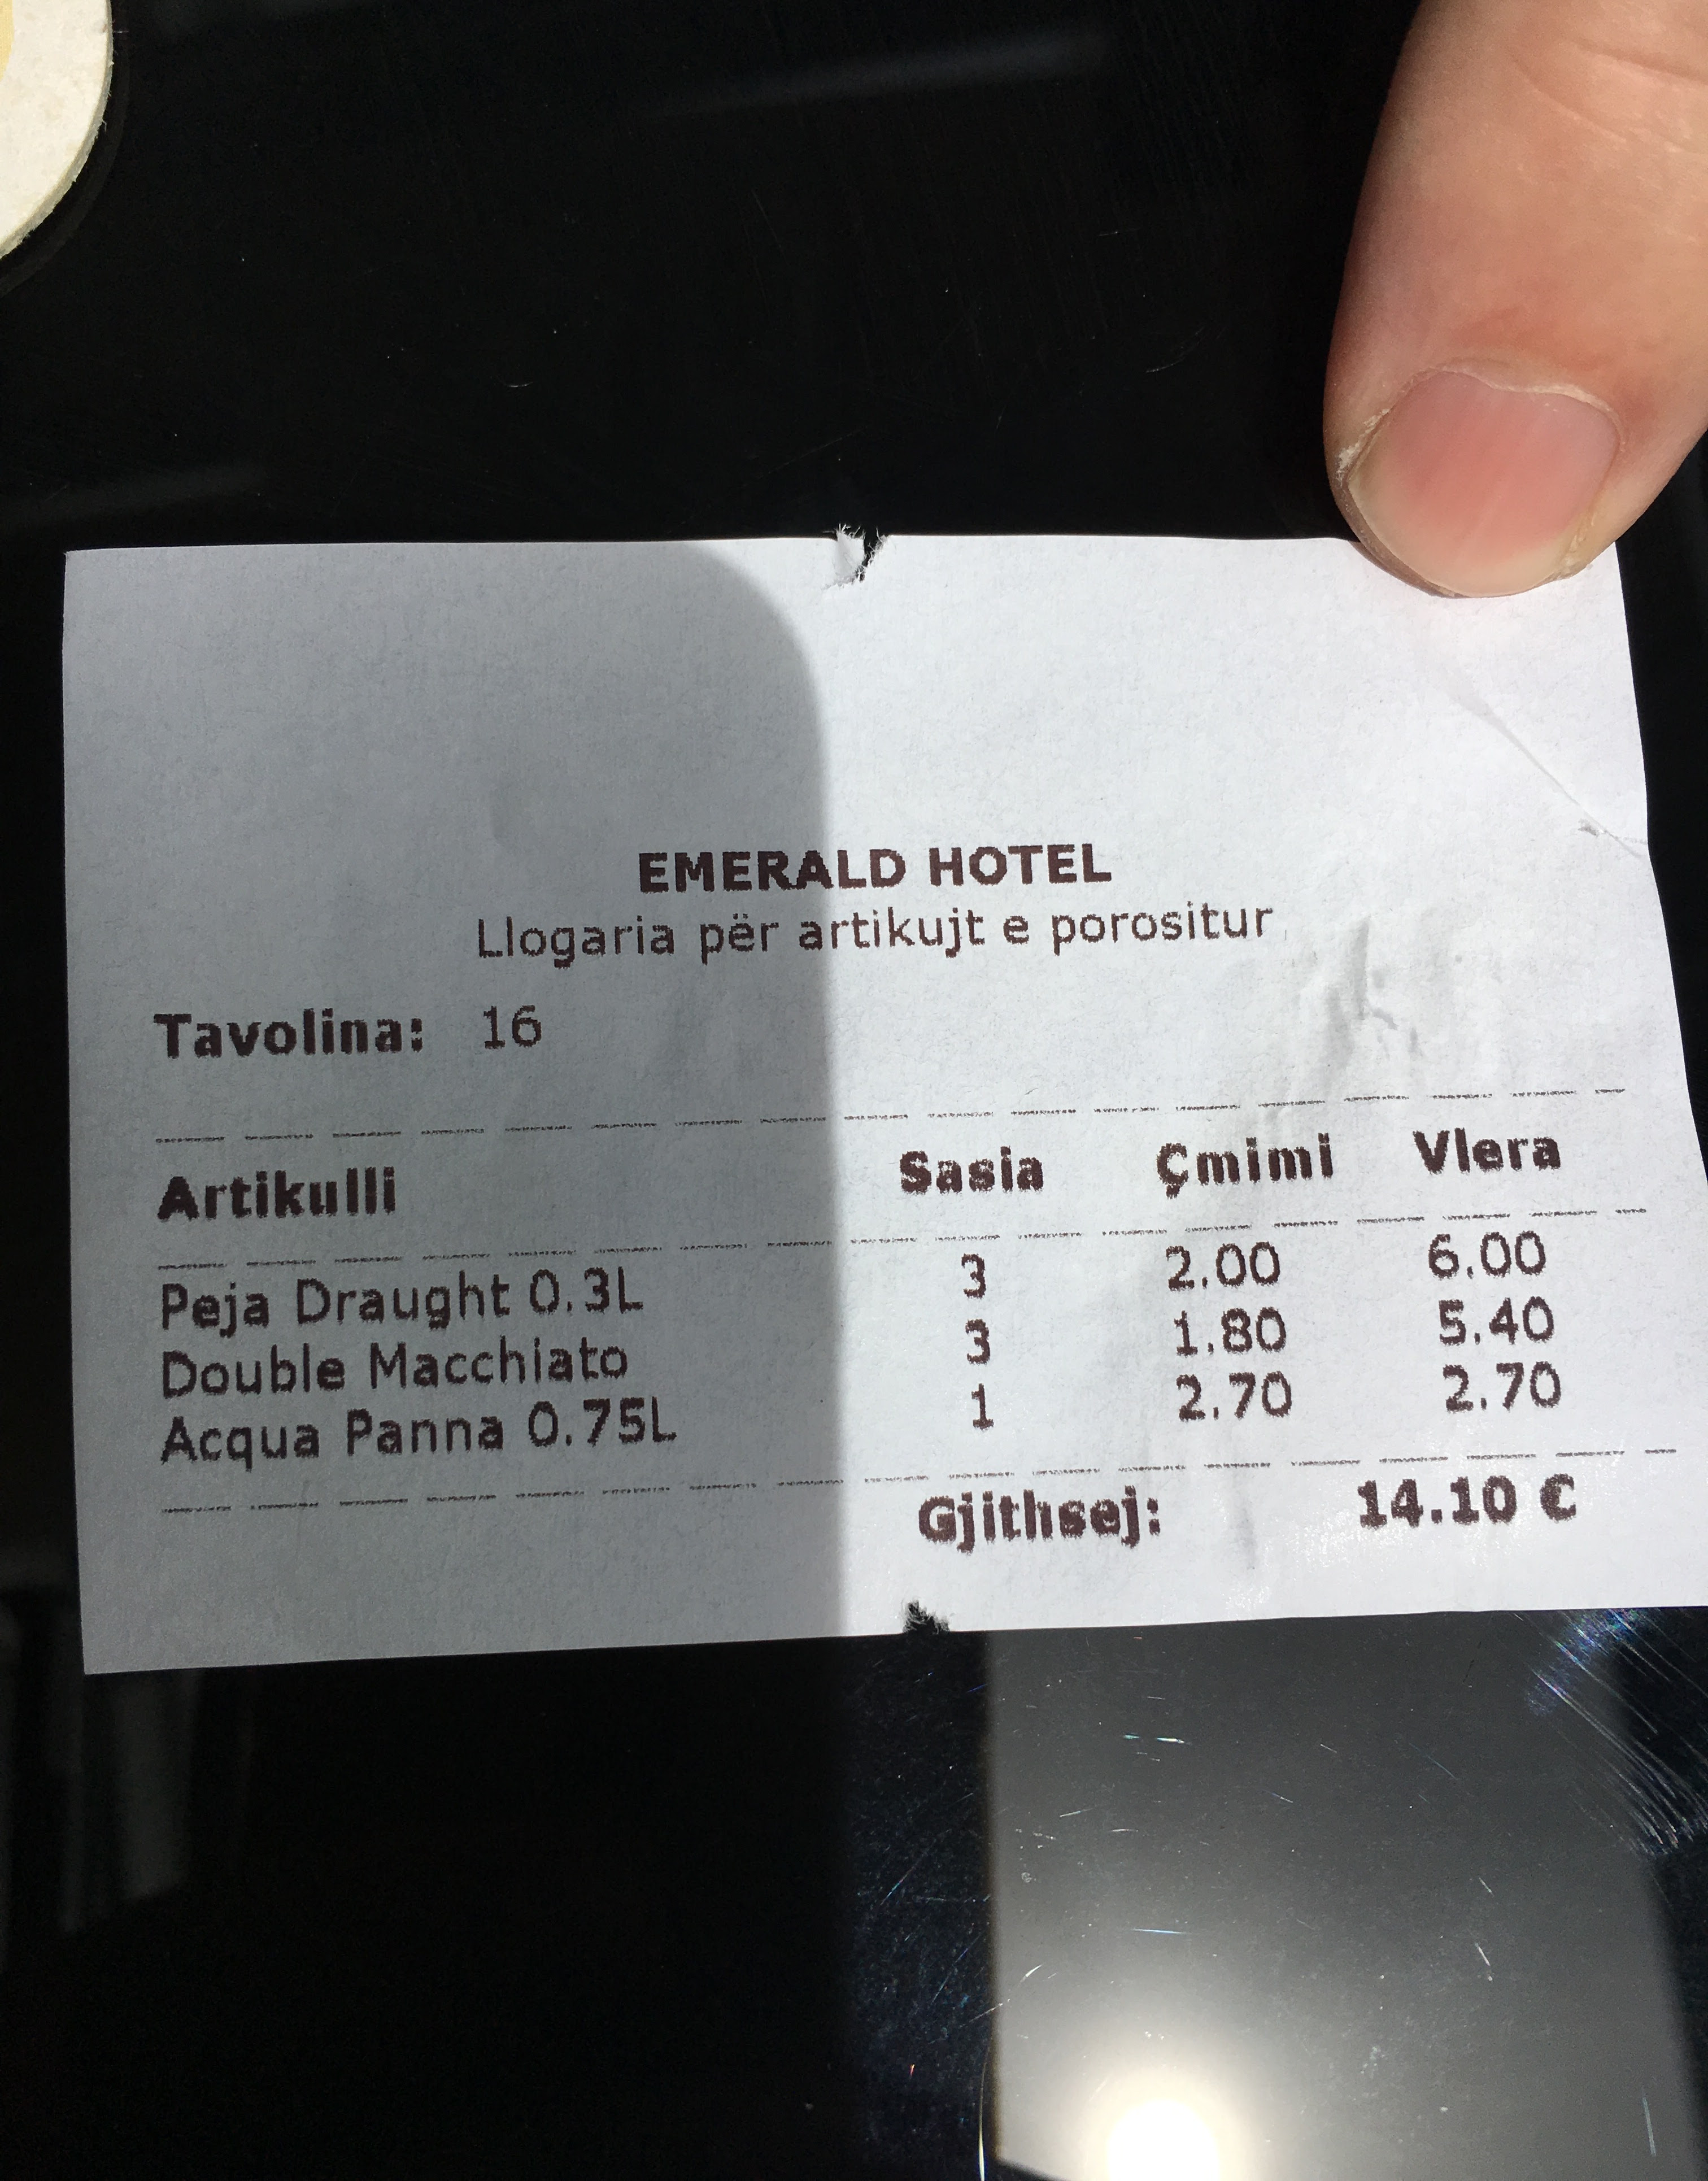 EMERALD HOTEL
Llogaria për artikujt e porositur
Tavolina: 16
Artikulli Sasia Çmimi Vlera
Peja Draught 0.3L 3 2.00 6.00
Double Macchiato 3 1.80 5.40
Acqua Panna 0.75L 1 2.70 2.70
Gjithsej: 14.10 €